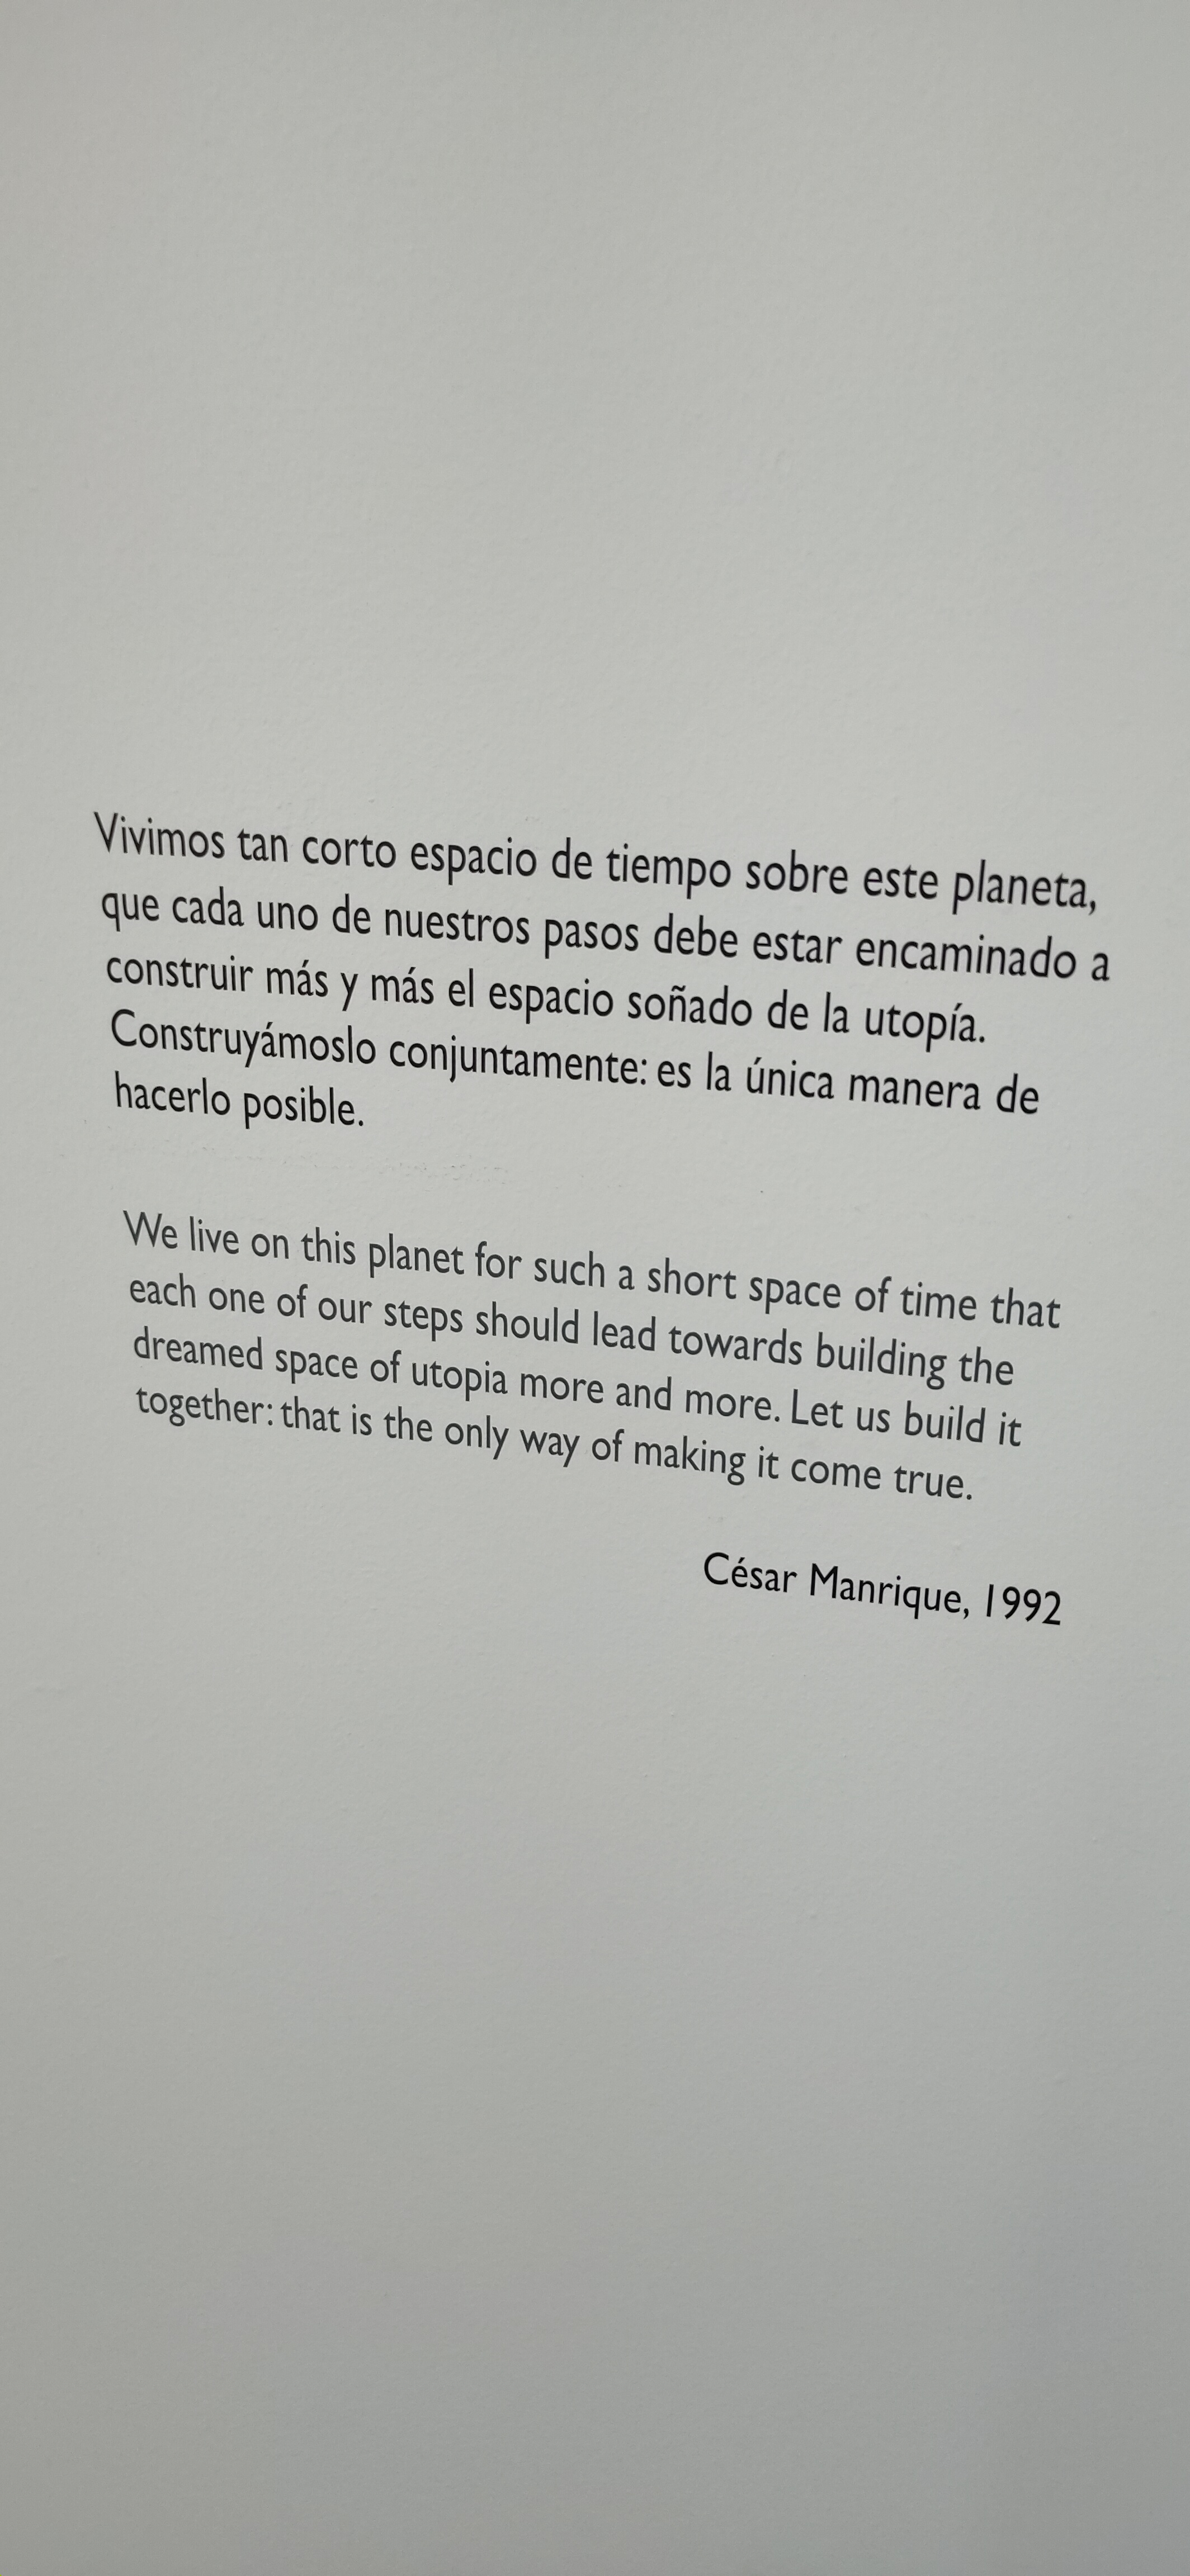 Vivimos tan corto espacio de tiempo sobre este planeta,
que cada uno de nuestros pasos debe estar encaminado a
construir más y más el espacio soñado de la utopía.
Construyámoslo conjuntamente: es la única manera de
hacerlo posible.
We live on this planet for such a short space of time that
each one of our steps should lead towards building the
dreamed space of utopia more and more. Let us build it
together: that is the only way of making it come true.
César Manrique, 1992